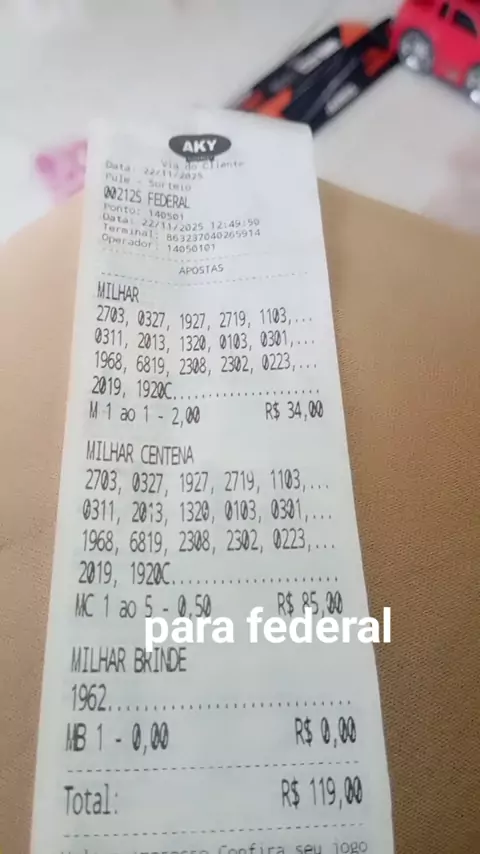 AKY
Via do Cliente
Data: 22/11/2025
Pule - Sorteio
002125 FEDERAL
Ponto: 140501
Data: 22/11/2025 12:49:50
Terminal: 863237040265914
Operador: 14050101
APOSTAS
MILHAR
2703, 0327, 1927, 2719, 1103,...
0311, 2013, 1320, 0103, 0301,...
1968, 6819, 2308, 2302, 0223,...
2019, 1920C.....................
M 1 ao 1 - 2,00 R$ 34,00
MILHAR CENTENA
2703, 0327, 1927, 2719, 1103,...
0311, 2013, 1320, 0103, 0301,...
1968, 6819, 2308, 2302, 0223,...
2019, 1920C.....................
MC 1 ao 5 - 0,50 R$ 85,00
para federal
MILHAR BRINDE
1962............................
MB 1 - 0,00 R$ 0,00
Total: R$ 119,00
Confira seu jogo